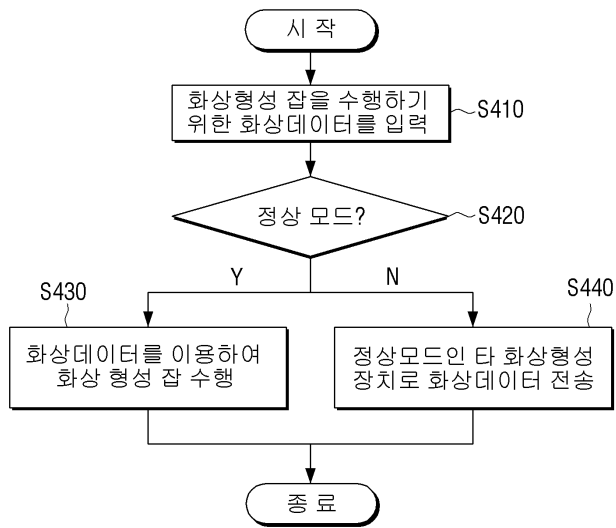 시 작
화상형성 잡을 수행하기
위한 화상데이터를 입력
S410
정상 모드?
S420
Y
N
S430
S440
화상데이터를 이용하여
화상 형성 잡 수행
정상모드인 타 화상형성
장치로 화상데이터 전송
종 료